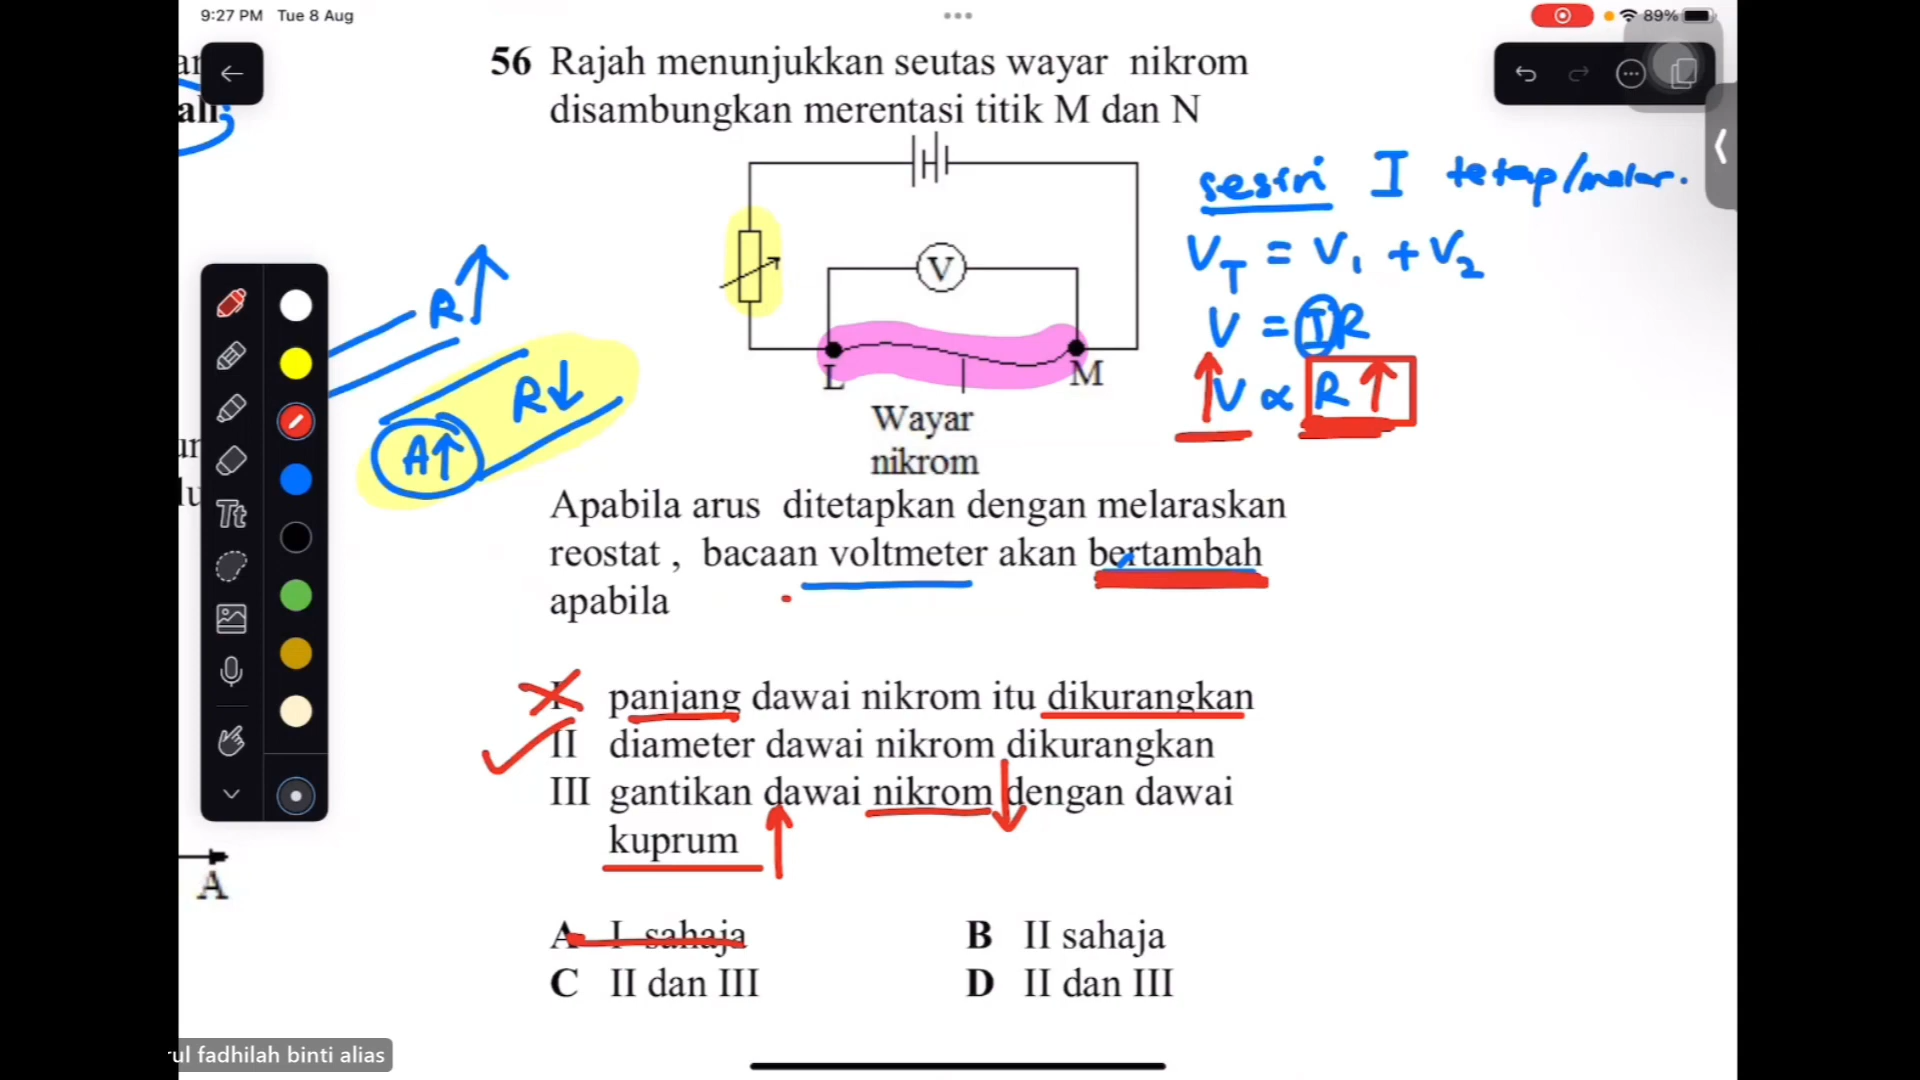 9:27 PM Tue 8 Aug
89%
ali
56 Rajah menunjukkan seutas wayar nikrom
disambungkan merentasi titik M dan N
V
L
M
Wayar
nikrom
sesiri I tetap/malar.
VT = V1 + V2
V = IR
V ∝ R ↑
R ↑
R ↓
A ↑
Apabila arus ditetapkan dengan melaraskan
reostat , bacaan voltmeter akan bertambah
apabila
I panjang dawai nikrom itu dikurangkan
II diameter dawai nikrom dikurangkan
III gantikan dawai nikrom dengan dawai
kuprum
A I sahaja
B II sahaja
C II dan III
D II dan III
Tt
A
rul fadhilah binti alias